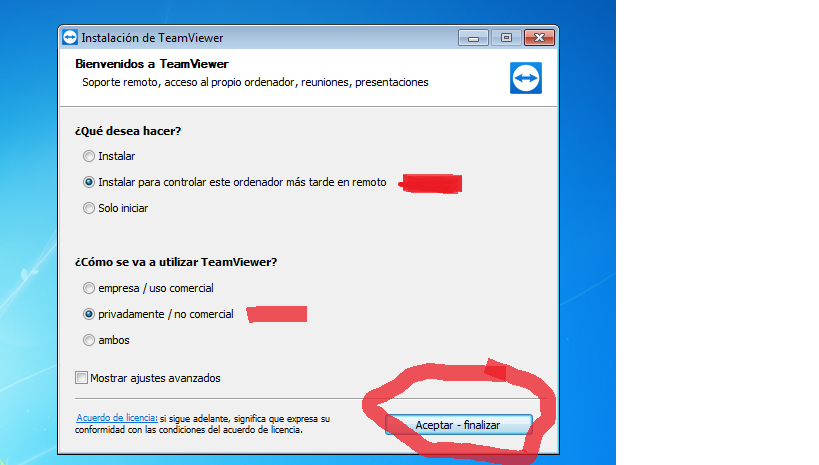 Instalación de TeamViewer
Bienvenidos a TeamViewer
Soporte remoto, acceso al propio ordenador, reuniones, presentaciones
¿Qué desea hacer?
Instalar
Instalar para controlar este ordenador más tarde en remoto
Solo iniciar
¿Cómo se va a utilizar TeamViewer?
empresa / uso comercial
privadamente / no comercial
ambos
Mostrar ajustes avanzados
Acuerdo de licencia: si sigue adelante, significa que expresa su
conformidad con las condiciones del acuerdo de licencia.
Aceptar - finalizar